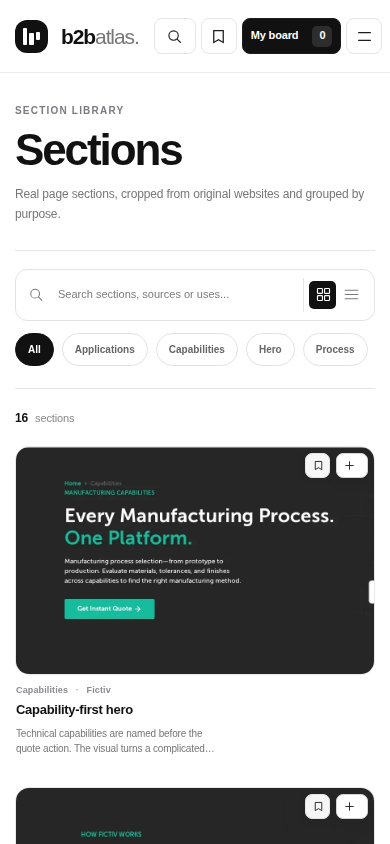 b2batlas.
My board 0
SECTION LIBRARY
Sections
Real page sections, cropped from original websites and grouped by
purpose.
Search sections, sources or uses...
All Applications Capabilities Hero Process
16 sections
Home • Capabilities
MANUFACTURING CAPABILITIES
Every Manufacturing Process.
One Platform.
Manufacturing process selection—from prototype to
production. Evaluate materials, tolerances, and finishes
across capabilities to find the right manufacturing method.
Get Instant Quote →
Capabilities · Fictiv
Capability-first hero
Technical capabilities are named before the
quote action. The visual turns a complicated…
HOW FICTIV WORKS